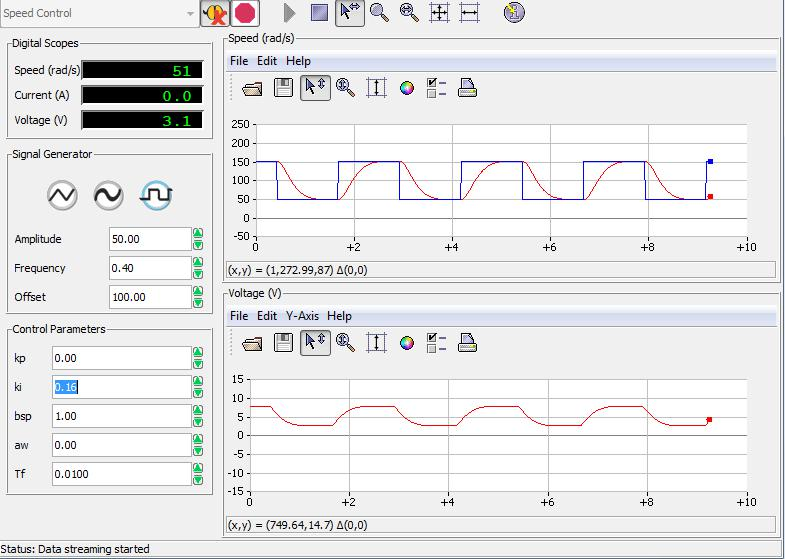 Speed Control
Digital Scopes
Speed (rad/s) 51
Current (A) 0.0
Voltage (V) 3.1
Signal Generator
Amplitude 50.00
Frequency 0.40
Offset 100.00
Control Parameters
kp 0.00
ki 0.16
bsp 1.00
aw 0.00
Tf 0.0100
Speed (rad/s)
File Edit Help
250
200
150
100
50
0
-50
0 +2 +4 +6 +8 +10
(x,y) = (1,272.99,87) Δ(0,0)
Voltage (V)
File Edit Y-Axis Help
15
10
5
0
-5
-10
-15
0 +2 +4 +6 +8 +10
(x,y) = (749.64,14.7) Δ(0,0)
Status: Data streaming started